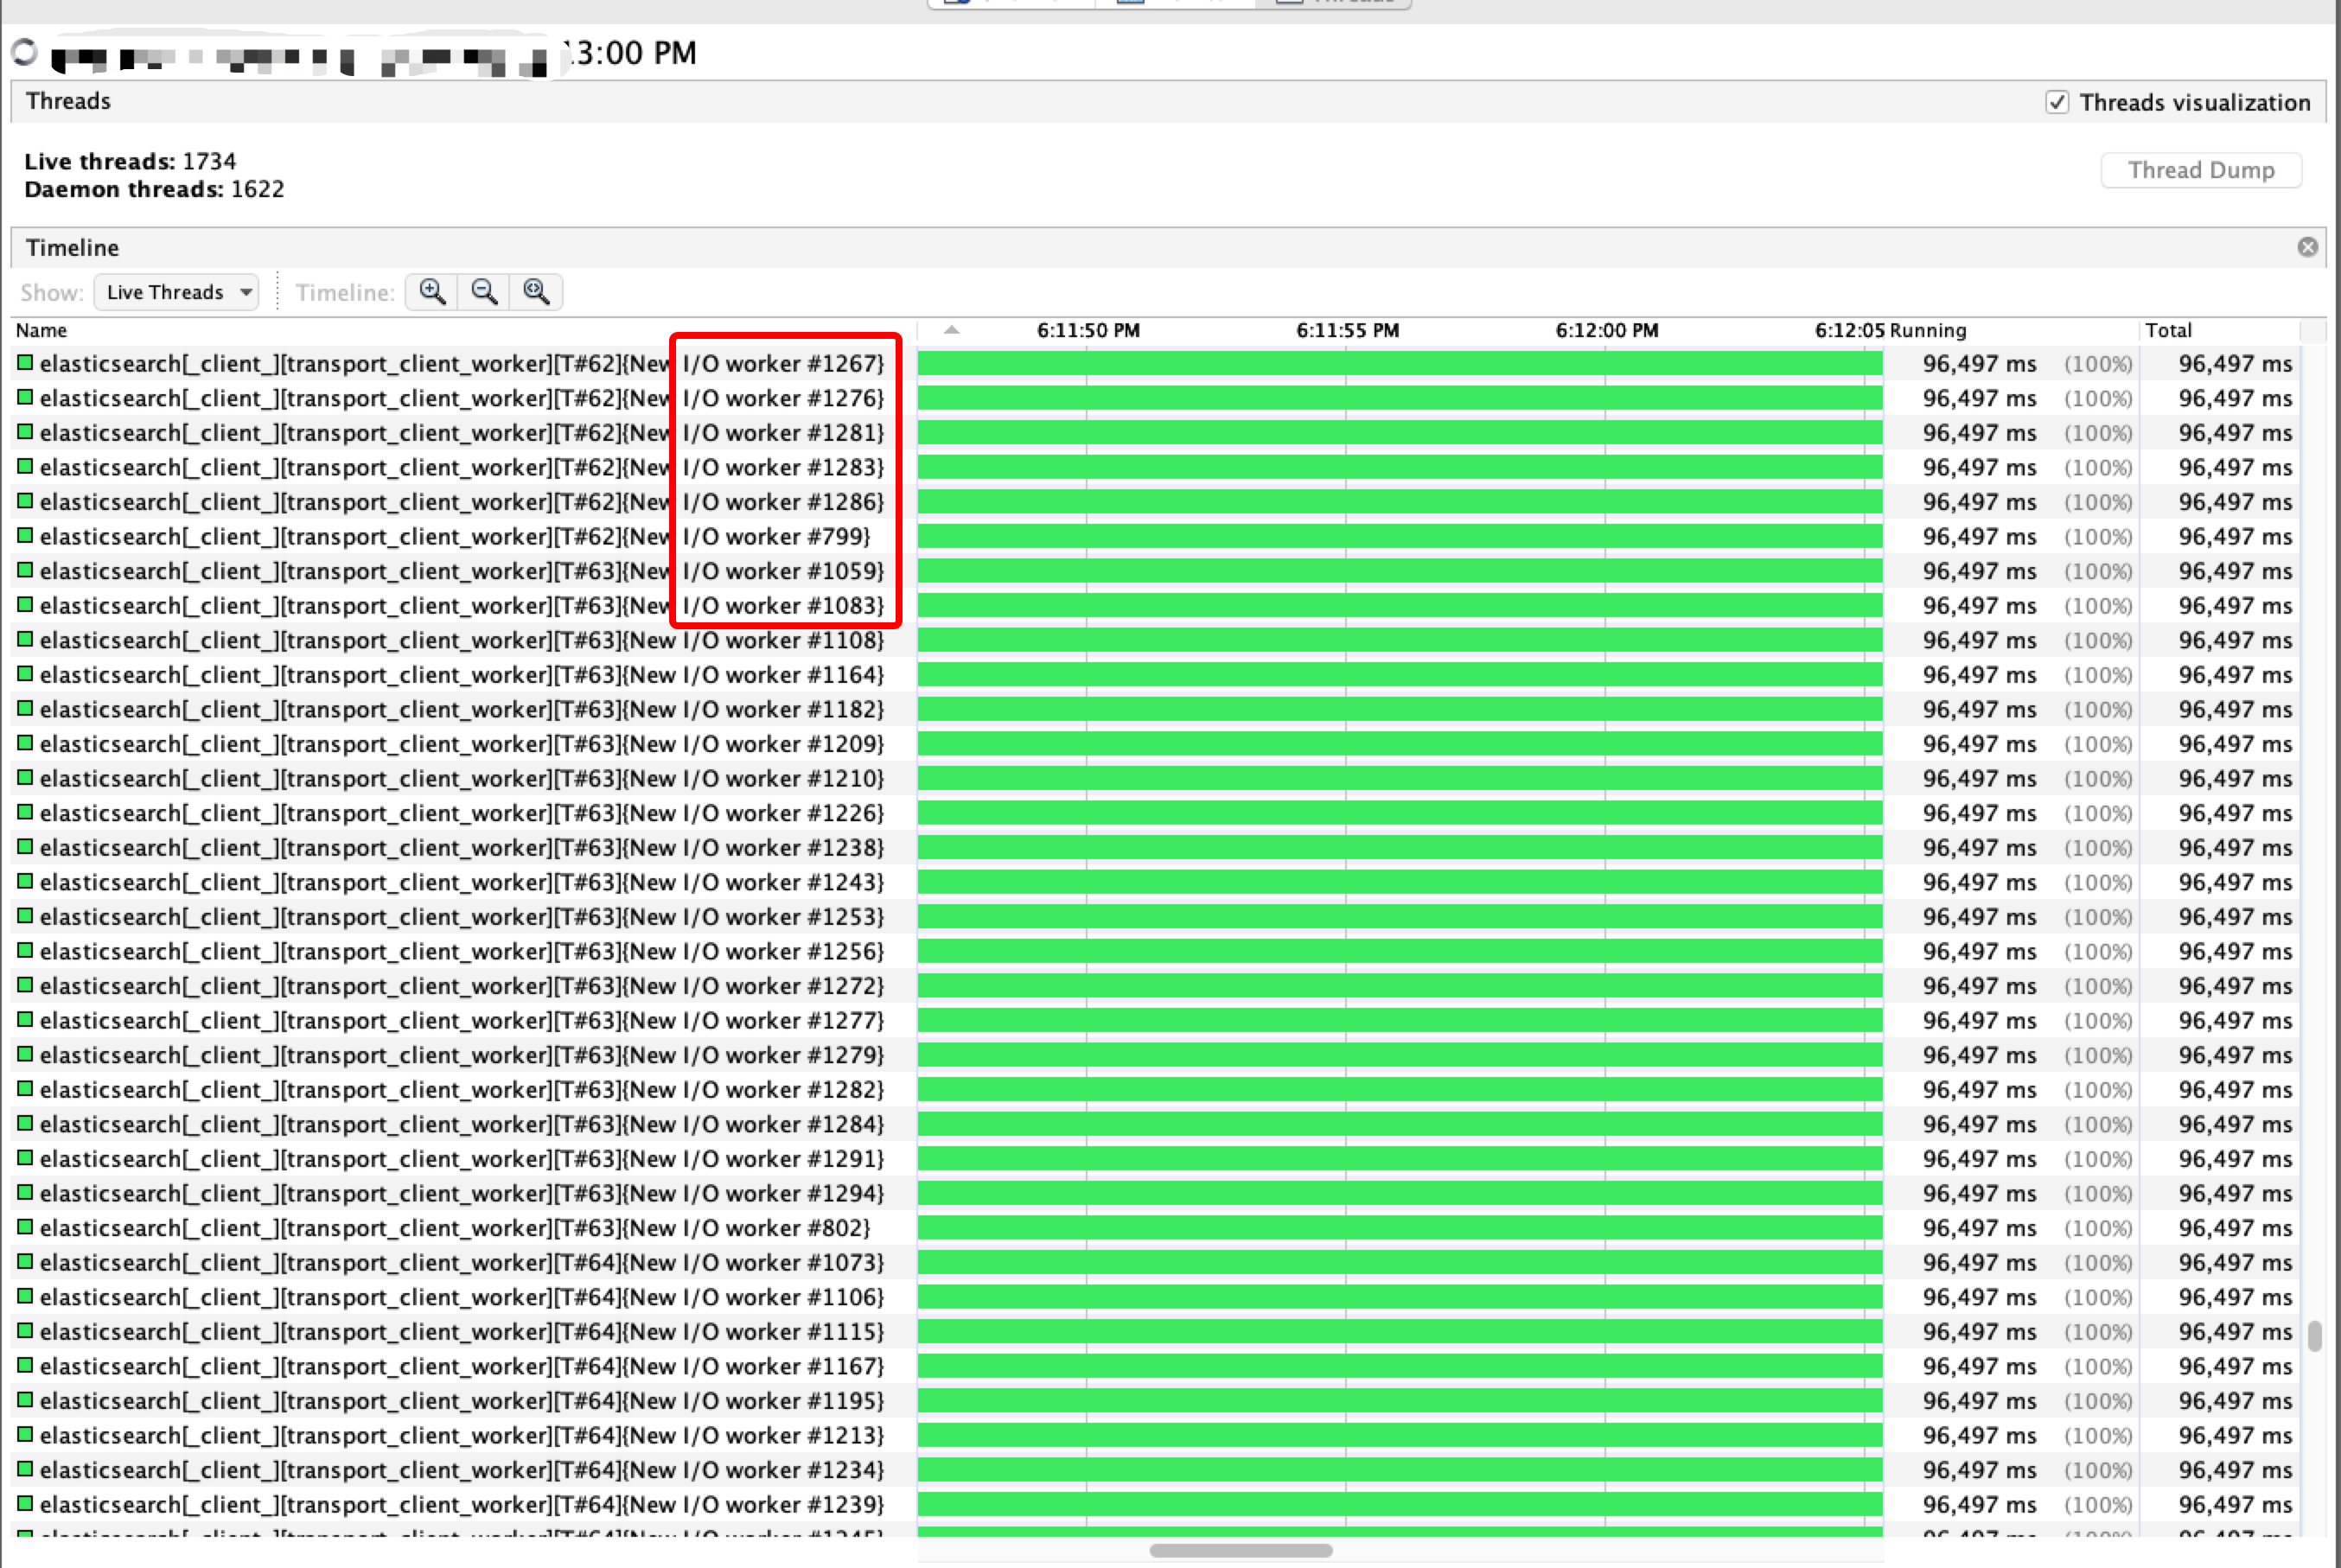 13:00 PM
Threads
Threads visualization
Live threads: 1734
Daemon threads: 1622
Thread Dump
Timeline
Show: Live Threads Timeline:
Name 6:11:50 PM 6:11:55 PM 6:12:00 PM 6:12:05 Running Total
elasticsearch[_client_][transport_client_worker][T#62]{New I/O worker #1267} 96,497 ms (100%) 96,497 ms
elasticsearch[_client_][transport_client_worker][T#62]{New I/O worker #1276} 96,497 ms (100%) 96,497 ms
elasticsearch[_client_][transport_client_worker][T#62]{New I/O worker #1281} 96,497 ms (100%) 96,497 ms
elasticsearch[_client_][transport_client_worker][T#62]{New I/O worker #1283} 96,497 ms (100%) 96,497 ms
elasticsearch[_client_][transport_client_worker][T#62]{New I/O worker #1286} 96,497 ms (100%) 96,497 ms
elasticsearch[_client_][transport_client_worker][T#62]{New I/O worker #799} 96,497 ms (100%) 96,497 ms
elasticsearch[_client_][transport_client_worker][T#63]{New I/O worker #1059} 96,497 ms (100%) 96,497 ms
elasticsearch[_client_][transport_client_worker][T#63]{New I/O worker #1083} 96,497 ms (100%) 96,497 ms
elasticsearch[_client_][transport_client_worker][T#63]{New I/O worker #1108} 96,497 ms (100%) 96,497 ms
elasticsearch[_client_][transport_client_worker][T#63]{New I/O worker #1164} 96,497 ms (100%) 96,497 ms
elasticsearch[_client_][transport_client_worker][T#63]{New I/O worker #1182} 96,497 ms (100%) 96,497 ms
elasticsearch[_client_][transport_client_worker][T#63]{New I/O worker #1209} 96,497 ms (100%) 96,497 ms
elasticsearch[_client_][transport_client_worker][T#63]{New I/O worker #1210} 96,497 ms (100%) 96,497 ms
elasticsearch[_client_][transport_client_worker][T#63]{New I/O worker #1226} 96,497 ms (100%) 96,497 ms
elasticsearch[_client_][transport_client_worker][T#63]{New I/O worker #1238} 96,497 ms (100%) 96,497 ms
elasticsearch[_client_][transport_client_worker][T#63]{New I/O worker #1243} 96,497 ms (100%) 96,497 ms
elasticsearch[_client_][transport_client_worker][T#63]{New I/O worker #1253} 96,497 ms (100%) 96,497 ms
elasticsearch[_client_][transport_client_worker][T#63]{New I/O worker #1256} 96,497 ms (100%) 96,497 ms
elasticsearch[_client_][transport_client_worker][T#63]{New I/O worker #1272} 96,497 ms (100%) 96,497 ms
elasticsearch[_client_][transport_client_worker][T#63]{New I/O worker #1277} 96,497 ms (100%) 96,497 ms
elasticsearch[_client_][transport_client_worker][T#63]{New I/O worker #1279} 96,497 ms (100%) 96,497 ms
elasticsearch[_client_][transport_client_worker][T#63]{New I/O worker #1282} 96,497 ms (100%) 96,497 ms
elasticsearch[_client_][transport_client_worker][T#63]{New I/O worker #1284} 96,497 ms (100%) 96,497 ms
elasticsearch[_client_][transport_client_worker][T#63]{New I/O worker #1291} 96,497 ms (100%) 96,497 ms
elasticsearch[_client_][transport_client_worker][T#63]{New I/O worker #1294} 96,497 ms (100%) 96,497 ms
elasticsearch[_client_][transport_client_worker][T#63]{New I/O worker #802} 96,497 ms (100%) 96,497 ms
elasticsearch[_client_][transport_client_worker][T#64]{New I/O worker #1073} 96,497 ms (100%) 96,497 ms
elasticsearch[_client_][transport_client_worker][T#64]{New I/O worker #1106} 96,497 ms (100%) 96,497 ms
elasticsearch[_client_][transport_client_worker][T#64]{New I/O worker #1115} 96,497 ms (100%) 96,497 ms
elasticsearch[_client_][transport_client_worker][T#64]{New I/O worker #1167} 96,497 ms (100%) 96,497 ms
elasticsearch[_client_][transport_client_worker][T#64]{New I/O worker #1195} 96,497 ms (100%) 96,497 ms
elasticsearch[_client_][transport_client_worker][T#64]{New I/O worker #1213} 96,497 ms (100%) 96,497 ms
elasticsearch[_client_][transport_client_worker][T#64]{New I/O worker #1234} 96,497 ms (100%) 96,497 ms
elasticsearch[_client_][transport_client_worker][T#64]{New I/O worker #1239} 96,497 ms (100%) 96,497 ms